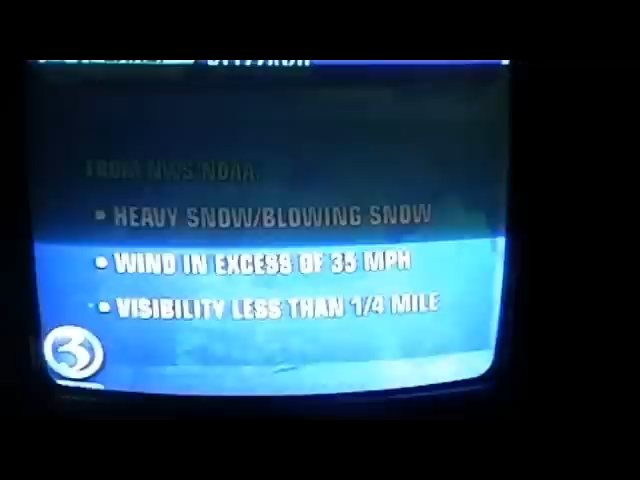 FROM NWS/NOAA:
• HEAVY SNOW/BLOWING SNOW
• WIND IN EXCESS OF 35 MPH
• VISIBILITY LESS THAN 1/4 MILE
3